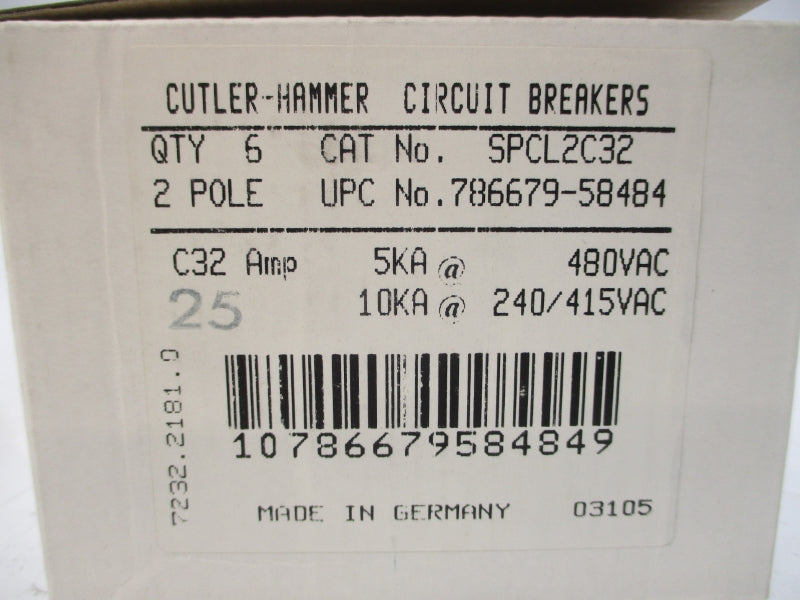 CUTLER-HAMMER CIRCUIT BREAKERS
QTY 6 CAT No. SPCL2C32
2 POLE UPC No.786679-58484
C32 Amp 5KA @ 480VAC
25 10KA @ 240/415VAC
7232.2181.9
10786679584849
MADE IN GERMANY 03105